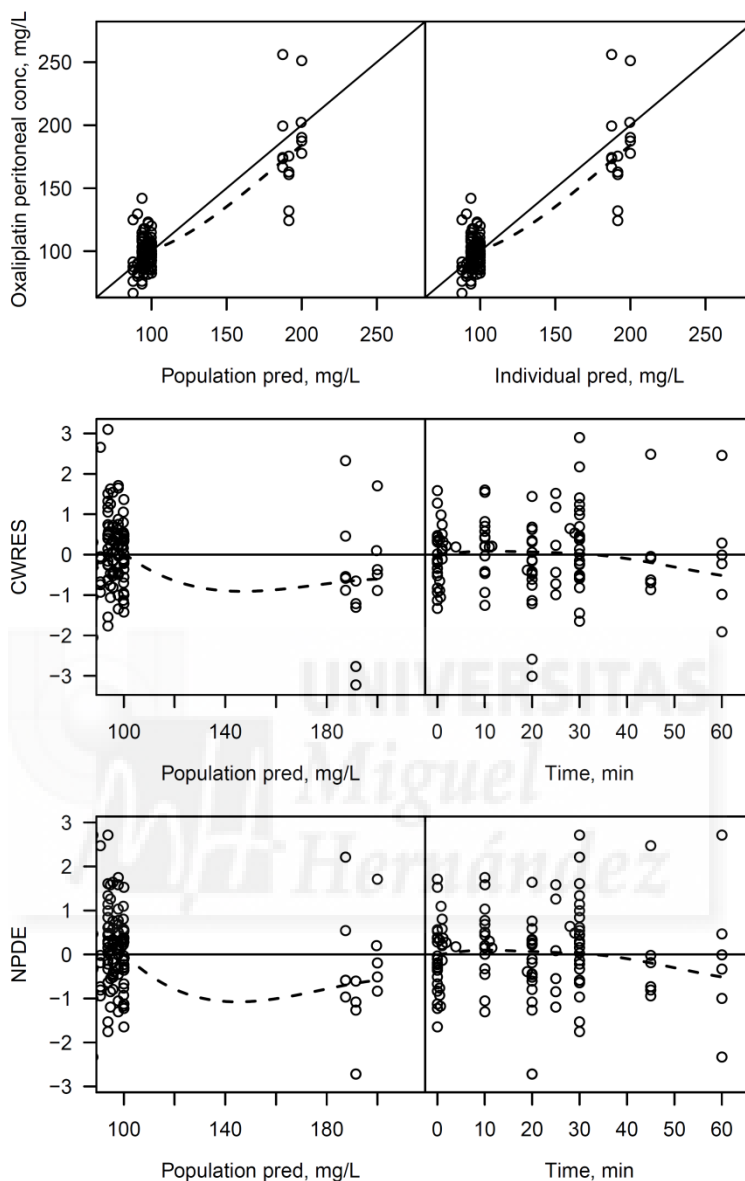 Oxaliplatin peritoneal conc, mg/L
250
200
150
100
100 150 200 250 100 150 200 250
Population pred, mg/L Individual pred, mg/L
CWRES
3
2
1
0
−1
−2
−3
100 140 180 0 10 20 30 40 50 60
Population pred, mg/L Time, min
UNIVERSITAS
Miguel
Hernández
NPDE
3
2
1
0
−1
−2
−3
100 140 180 0 10 20 30 40 50 60
Population pred, mg/L Time, min